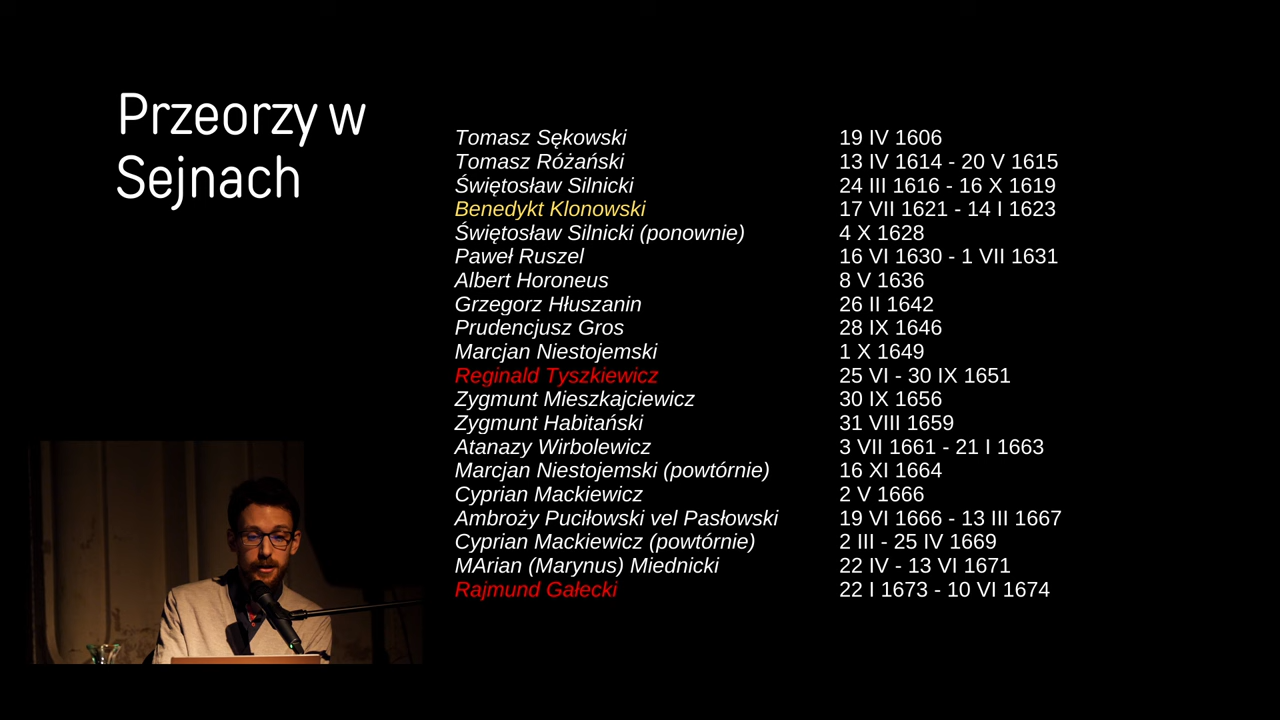 Przeorzy w
Sejnach
Tomasz Sękowski 19 IV 1606
Tomasz Różański 13 IV 1614 - 20 V 1615
Świętosław Silnicki 24 III 1616 - 16 X 1619
Benedykt Klonowski 17 VII 1621 - 14 I 1623
Świętosław Silnicki (ponownie) 4 X 1628
Paweł Ruszel 16 VI 1630 - 1 VII 1631
Albert Horoneus 8 V 1636
Grzegorz Hłuszanin 26 II 1642
Prudencjusz Gros 28 IX 1646
Marcjan Niestojemski 1 X 1649
Reginald Tyszkiewicz 25 VI - 30 IX 1651
Zygmunt Mieszkajciewicz 30 IX 1656
Zygmunt Habitański 31 VIII 1659
Atanazy Wirbolewicz 3 VII 1661 - 21 I 1663
Marcjan Niestojemski (powtórnie) 16 XI 1664
Cyprian Mackiewicz 2 V 1666
Ambroży Puciłowski vel Pasłowski 19 VI 1666 - 13 III 1667
Cyprian Mackiewicz (powtórnie) 2 III - 25 IV 1669
MArian (Marynus) Miednicki 22 IV - 13 VI 1671
Rajmund Gałecki 22 I 1673 - 10 VI 1674